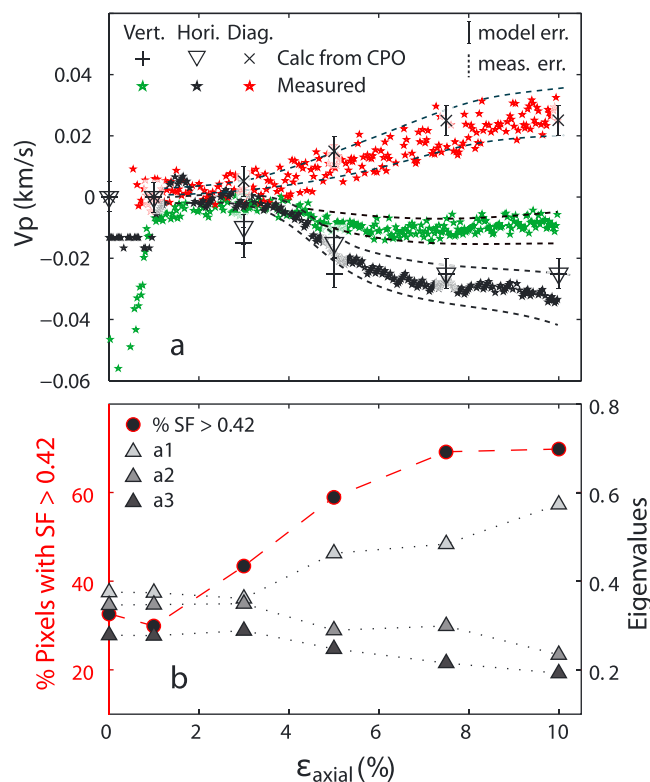 Vert. Hori. Diag.
Calc from CPO
Measured
model err.
meas. err.
0.04
0.02
0
−0.02
−0.04
−0.06
Vp (km/s)
a
% SF > 0.42
a1
a2
a3
60
40
20
% Pixels with SF > 0.42
0.8
0.6
0.4
0.2
Eigenvalues
b
0 2 4 6 8 10
εaxial(%)